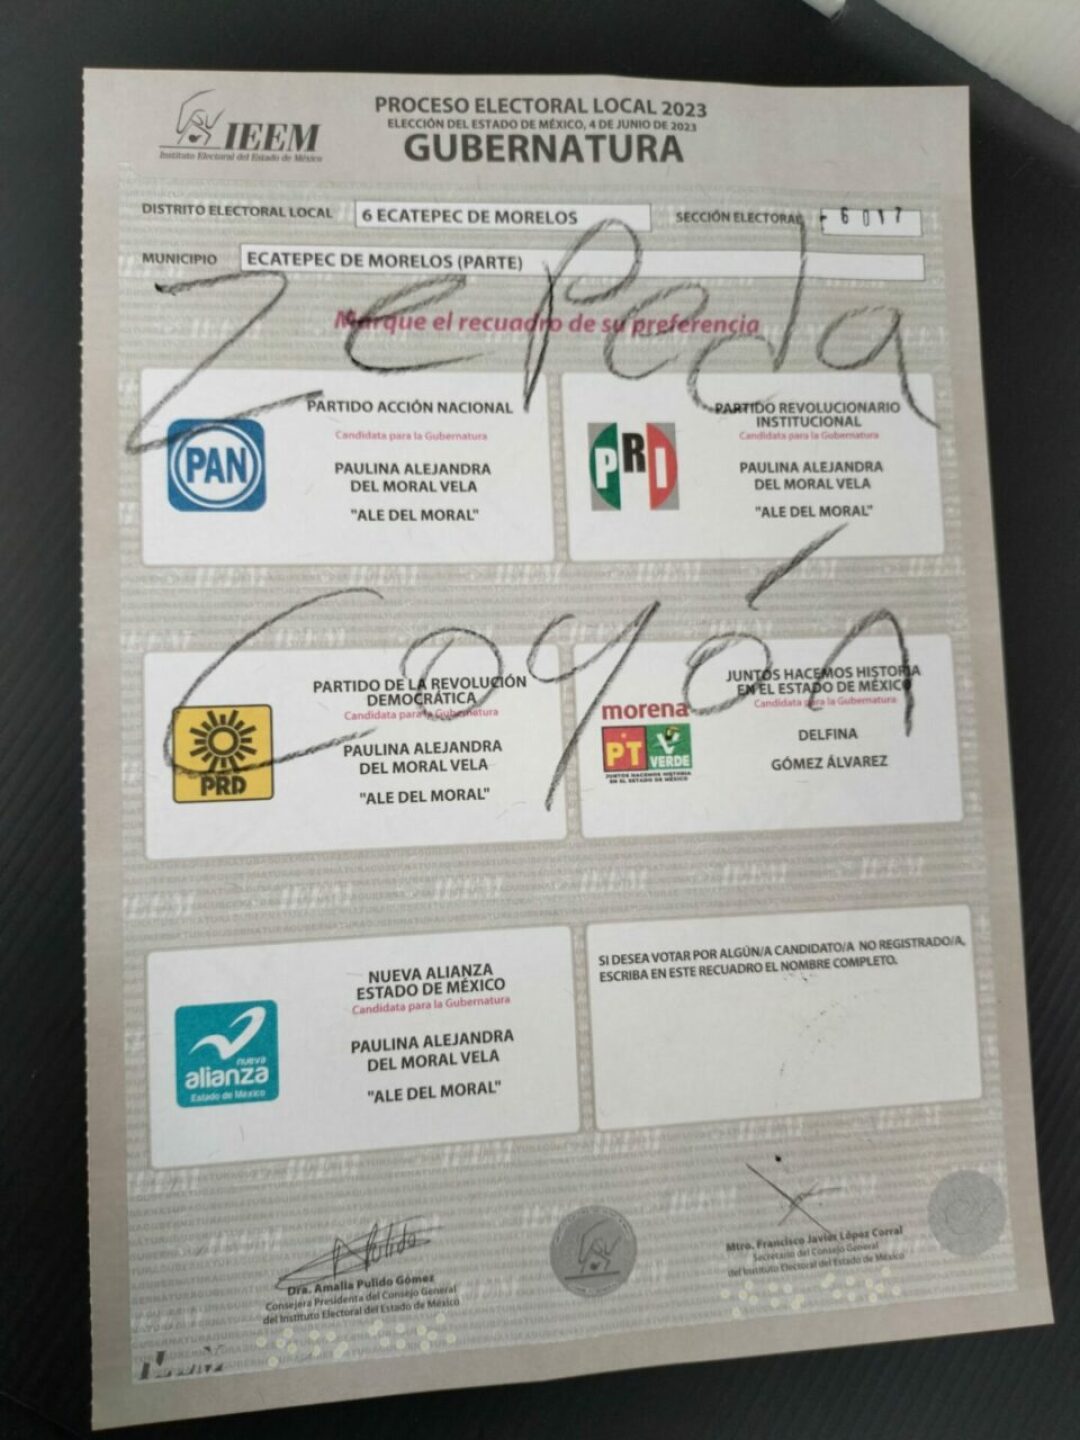 IEEM
Instituto Electoral del Estado de México
PROCESO ELECTORAL LOCAL 2023
ELECCIÓN DEL ESTADO DE MÉXICO, 4 DE JUNIO DE 2023
GUBERNATURA
DISTRITO ELECTORAL LOCAL 6 ECATEPEC DE MORELOS SECCIÓN ELECTORAL 6017
MUNICIPIO ECATEPEC DE MORELOS (PARTE)
Zepeda
Marque el recuadro de su preferencia
PAN
PARTIDO ACCIÓN NACIONAL
Candidata para la Gubernatura
PAULINA ALEJANDRA
DEL MORAL VELA
"ALE DEL MORAL"
PRI
PARTIDO REVOLUCIONARIO
INSTITUCIONAL
Candidata para la Gubernatura
PAULINA ALEJANDRA
DEL MORAL VELA
"ALE DEL MORAL"
Coyón
PRD
PARTIDO DE LA REVOLUCIÓN
DEMOCRÁTICA
Candidata para la Gubernatura
PAULINA ALEJANDRA
DEL MORAL VELA
"ALE DEL MORAL"
morena
PT VERDE
JUNTOS HACEMOS HISTORIA
EN EL ESTADO DE MÉXICO
JUNTOS HACEMOS HISTORIA
EN EL ESTADO DE MÉXICO
Candidata para la Gubernatura
DELFINA
GÓMEZ ÁLVAREZ
nueva
alianza
Estado de México
NUEVA ALIANZA
ESTADO DE MÉXICO
Candidata para la Gubernatura
PAULINA ALEJANDRA
DEL MORAL VELA
"ALE DEL MORAL"
SI DESEA VOTAR POR ALGÚN/A CANDIDATO/A NO REGISTRADO/A,
ESCRIBA EN ESTE RECUADRO EL NOMBRE COMPLETO.
APulido
Dra. Amalia Pulido Gómez
Consejera Presidenta del Consejo General
del Instituto Electoral del Estado de México
Mtro. Francisco Javier López Corral
Secretario del Consejo General
del Instituto Electoral del Estado de México